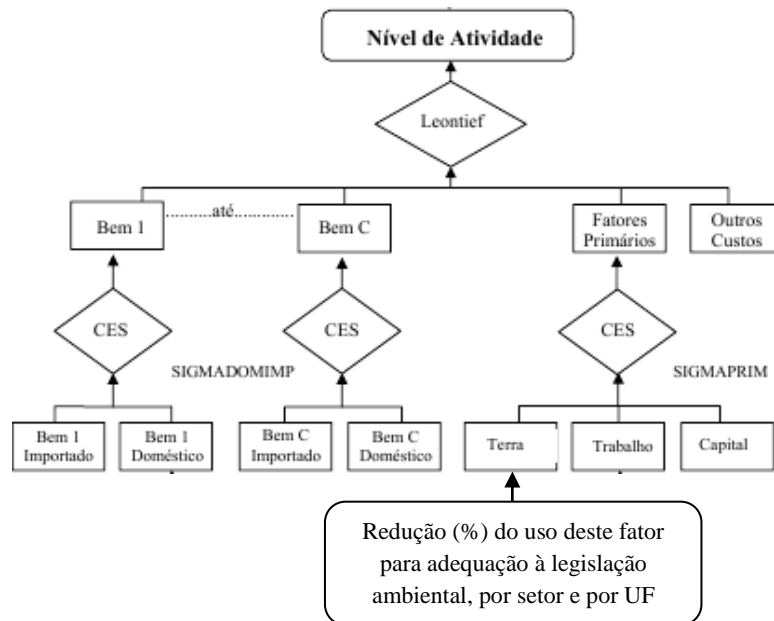 Nível de Atividade
Leontief
Bem 1
até
Bem C
Fatores
Primários
Outros
Custos
CES
CES
CES
SIGMADOMIMP
SIGMAPRIM
Bem 1
Importado
Bem 1
Doméstico
Bem C
Importado
Bem C
Doméstico
Terra
Trabalho
Capital
Redução (%) do uso deste fator
para adequação à legislação
ambiental, por setor e por UF